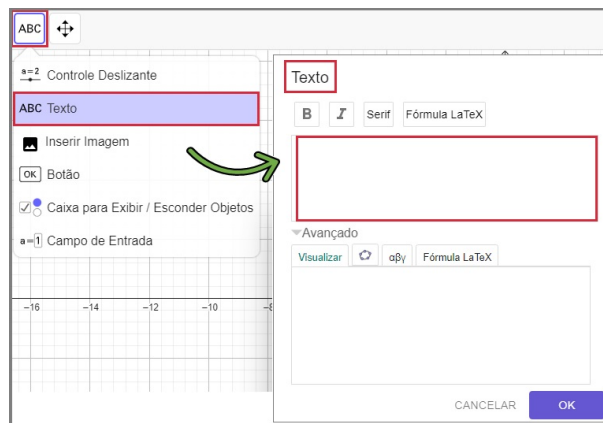 ABC
a=2 Controle Deslizante
ABC Texto
Inserir Imagem
OK Botão
Caixa para Exibir / Esconder Objetos
a=1 Campo de Entrada
−16 −14 −12 −10
Texto
B I Serif Fórmula LaTeX
Avançado
Visualizar αβγ Fórmula LaTeX
CANCELAR OK